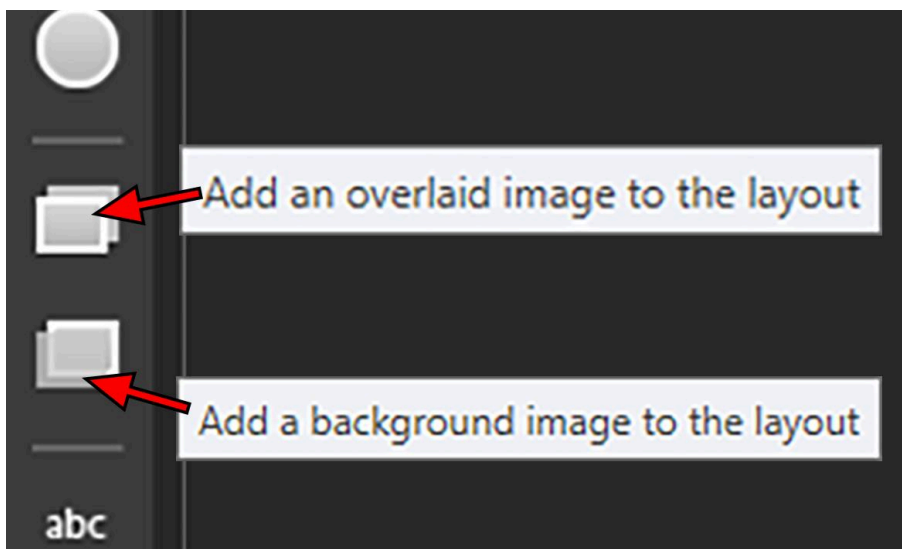 Add an overlaid image to the layout
Add a background image to the layout
abc